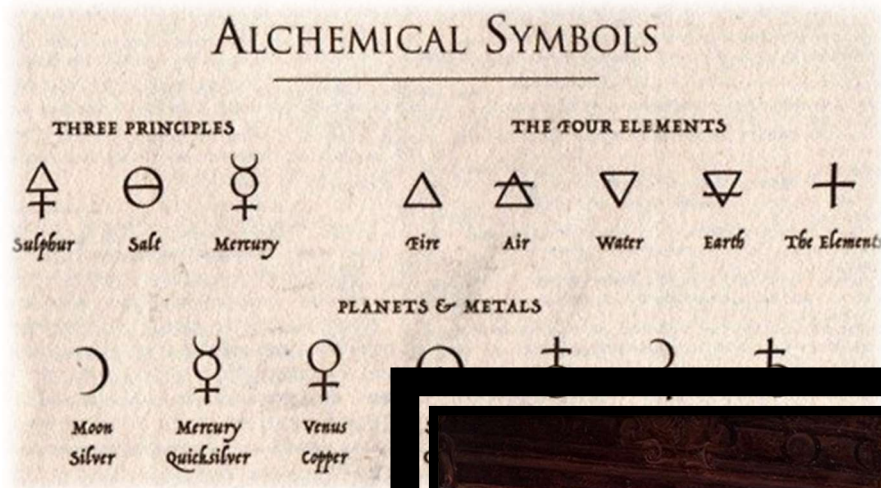 ALCHEMICAL SYMBOLS
THREE PRINCIPLES
THE FOUR ELEMENTS
Sulphur Salt Mercury Fire Air Water Earth The Elements
PLANETS & METALS
Moon Mercury Venus
Silver Quicksilver Copper